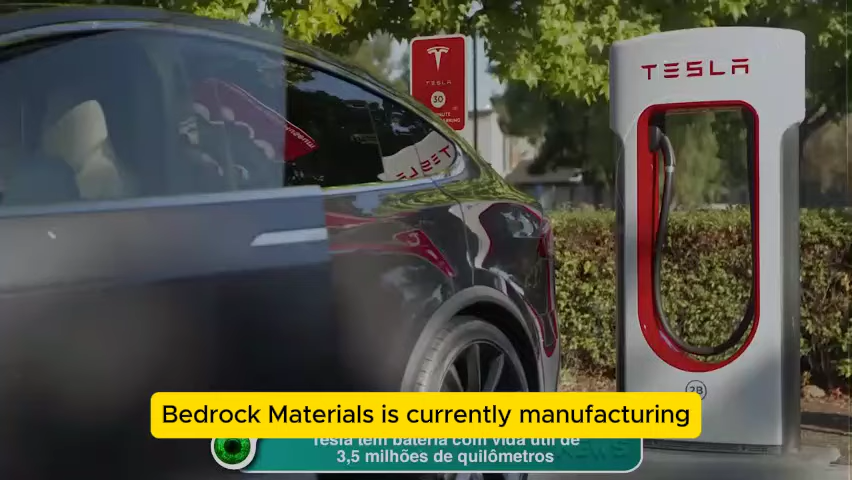 TESLA
30
TESLA
2B
Bedrock Materials is currently manufacturing
Tesla tem bateria com vida útil de
3,5 milhões de quilômetros